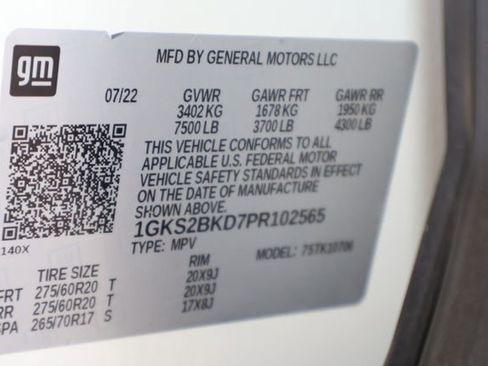 gm
MFD BY GENERAL MOTORS LLC
07/22 GVWR GAWR FRT GAWR RR
3402 KG 1678 KG 1950 KG
7500 LB 3700 LB 4300 LB
THIS VEHICLE CONFORMS TO ALL
APPLICABLE U.S. FEDERAL MOTOR
VEHICLE SAFETY STANDARDS IN EFFECT
ON THE DATE OF MANUFACTURE
SHOWN ABOVE.
1GKS2BKD7PR102565
140X
TYPE: MPV MODEL: 7STK10706
TIRE SIZE RIM
FRT 275/60R20 T 20X9J
RR 275/60R20 T 20X9J
SPA 265/70R17 S 17X8J